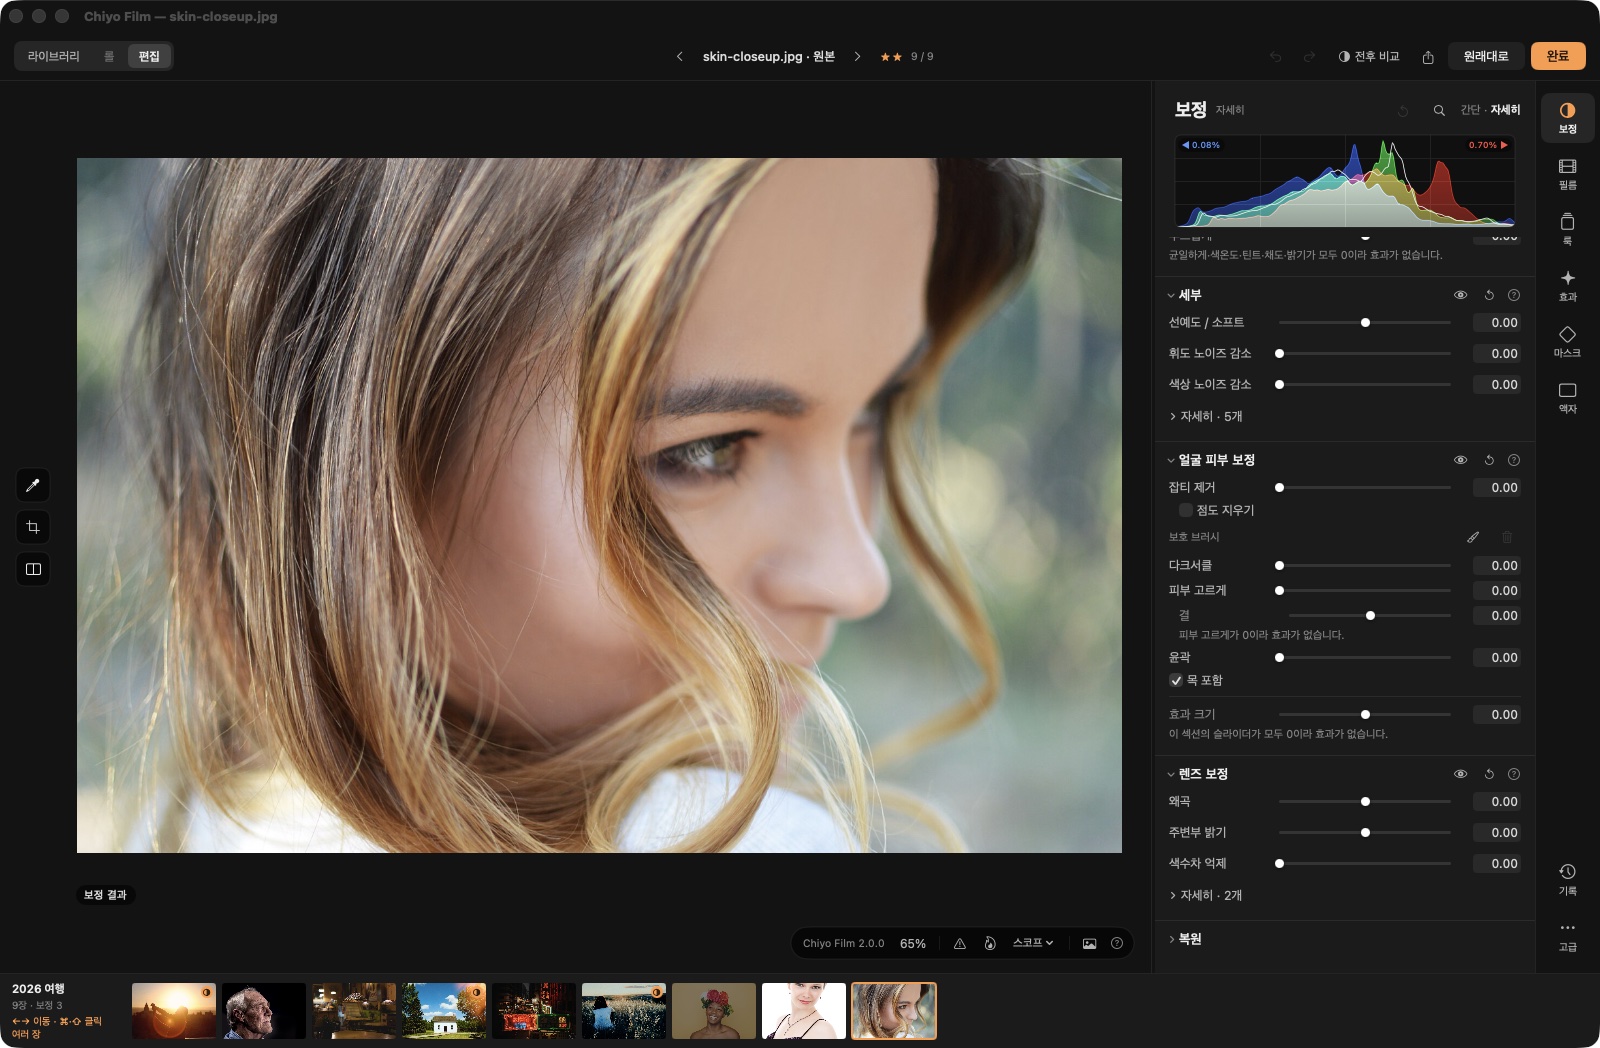 Chiyo Film — skin-closeup.jpg
라이브러리 롤 편집
skin-closeup.jpg · 원본
★★ 9 / 9
전후 비교
원래대로
완료
보정 자세히
간단 · 자세히
0.08%
0.70%
0.00
균일하게·색온도·틴트·채도·밝기가 모두 0이라 효과가 없습니다.
세부
선예도 / 소프트 0.00
휘도 노이즈 감소 0.00
색상 노이즈 감소 0.00
자세히 · 5개
얼굴 피부 보정
잡티 제거 0.00
점도 지우기
보호 브러시
다크서클 0.00
피부 고르게 0.00
결 0.00
피부 고르게가 0이라 효과가 없습니다.
윤곽 0.00
목 포함
효과 크기 0.00
이 섹션의 슬라이더가 모두 0이라 효과가 없습니다.
렌즈 보정
왜곡 0.00
주변부 밝기 0.00
색수차 억제 0.00
자세히 · 2개
복원
보정
필름
룩
효과
마스크
액자
기록
고급
보정 결과
Chiyo Film 2.0.0 65%
스코프
2026 여행
9장 · 보정 3
←→ 이동 · ⌘·⇧ 클릭
여러 장